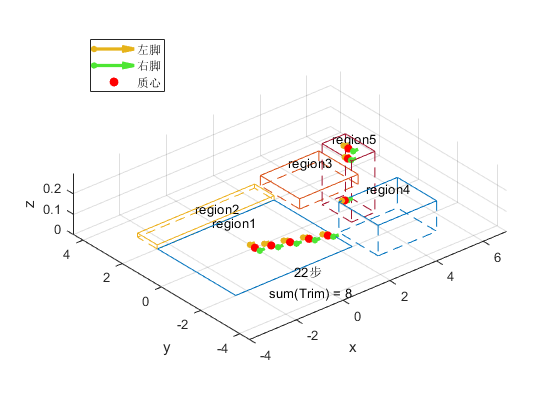 左脚
右脚
质心
region5
region3
region4
region2
region1
22步
sum(Trim) = 8
z
0.2
0.1
0
4
2
0
-2
-4
y
-4
-2
0
2
4
6
x